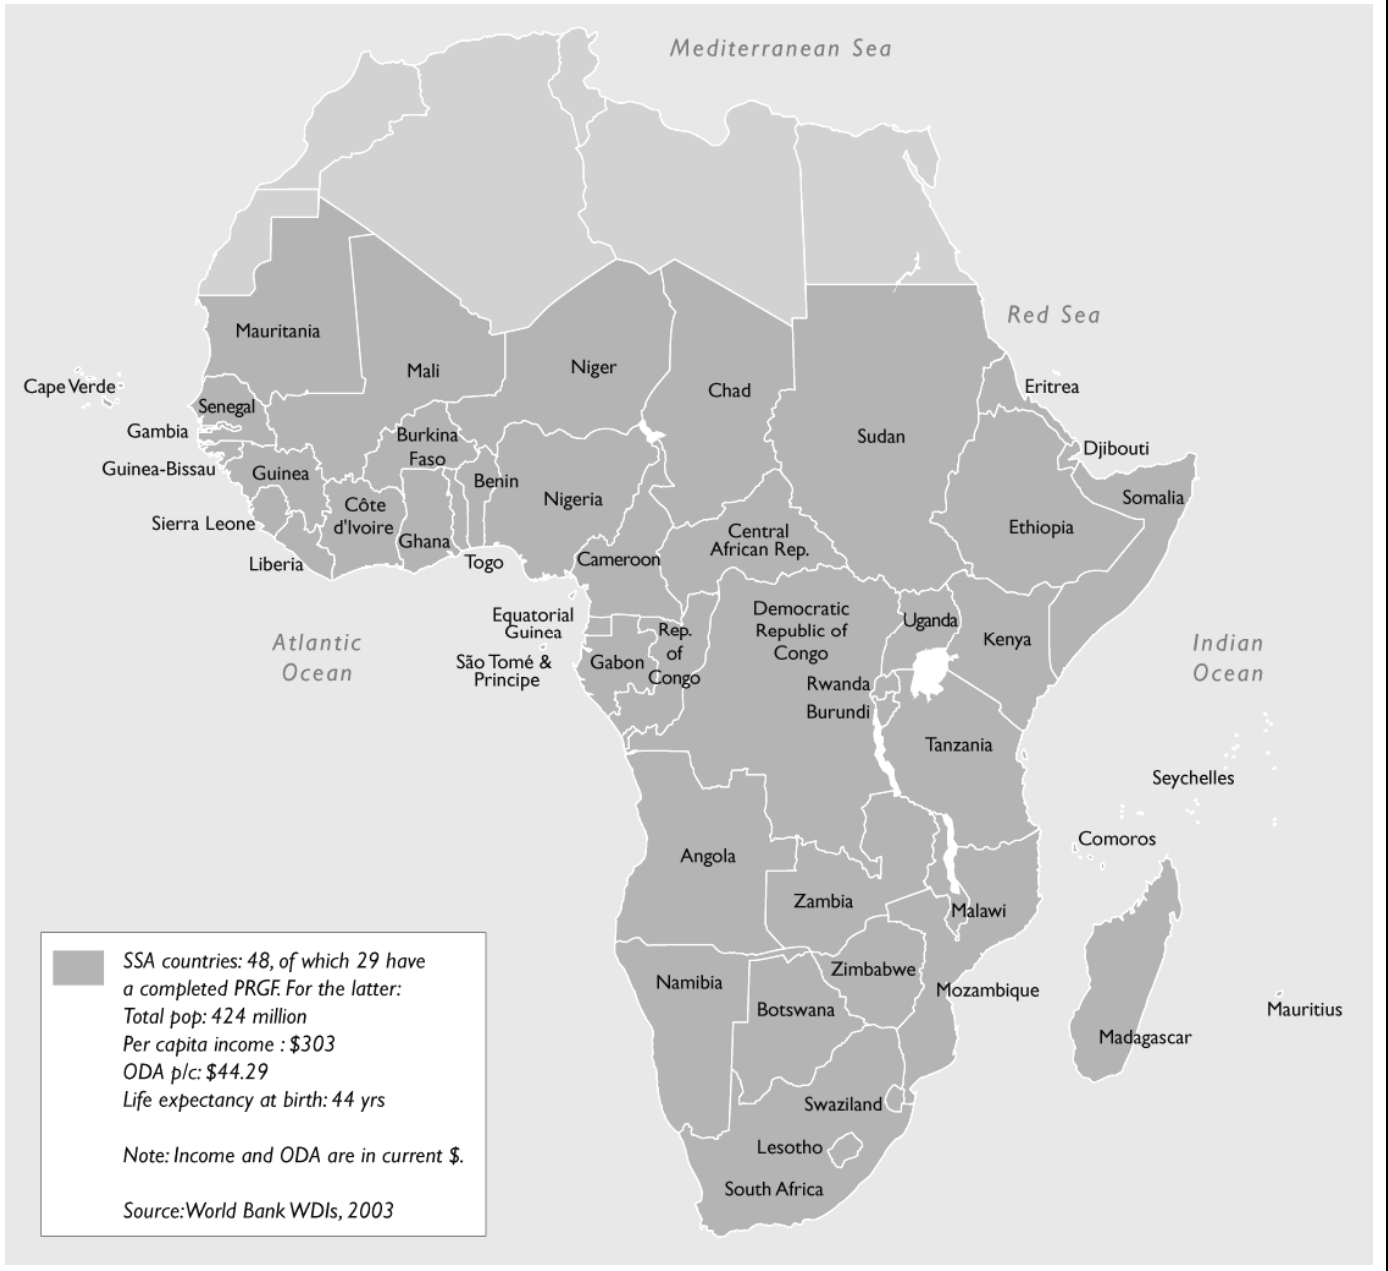 Mediterranean Sea
Red Sea
Mauritania
Mali
Niger
Chad
Sudan
Eritrea
Cape Verde
Senegal
Gambia
Burkina
Faso
Djibouti
Guinea-Bissau
Guinea
Benin
Nigeria
Somalia
Sierra Leone
Côte
d'Ivoire
Ghana
Central
African Rep.
Ethiopia
Liberia
Togo
Cameroon
Equatorial
Guinea
Democratic
Republic of
Congo
Uganda
Kenya
Atlantic
Ocean
Indian
Ocean
São Tomé &
Principe
Gabon
Rep.
of
Congo
Rwanda
Burundi
Tanzania
Seychelles
Comoros
Angola
Zambia
Malawi
Namibia
Zimbabwe
Botswana
Mozambique
Mauritius
Madagascar
Swaziland
Lesotho
South Africa
SSA countries: 48, of which 29 have
a completed PRGF. For the latter:
Total pop: 424 million
Per capita income : $303
ODA p/c: $44.29
Life expectancy at birth: 44 yrs
Note: Income and ODA are in current $.
Source:World Bank WDIs, 2003